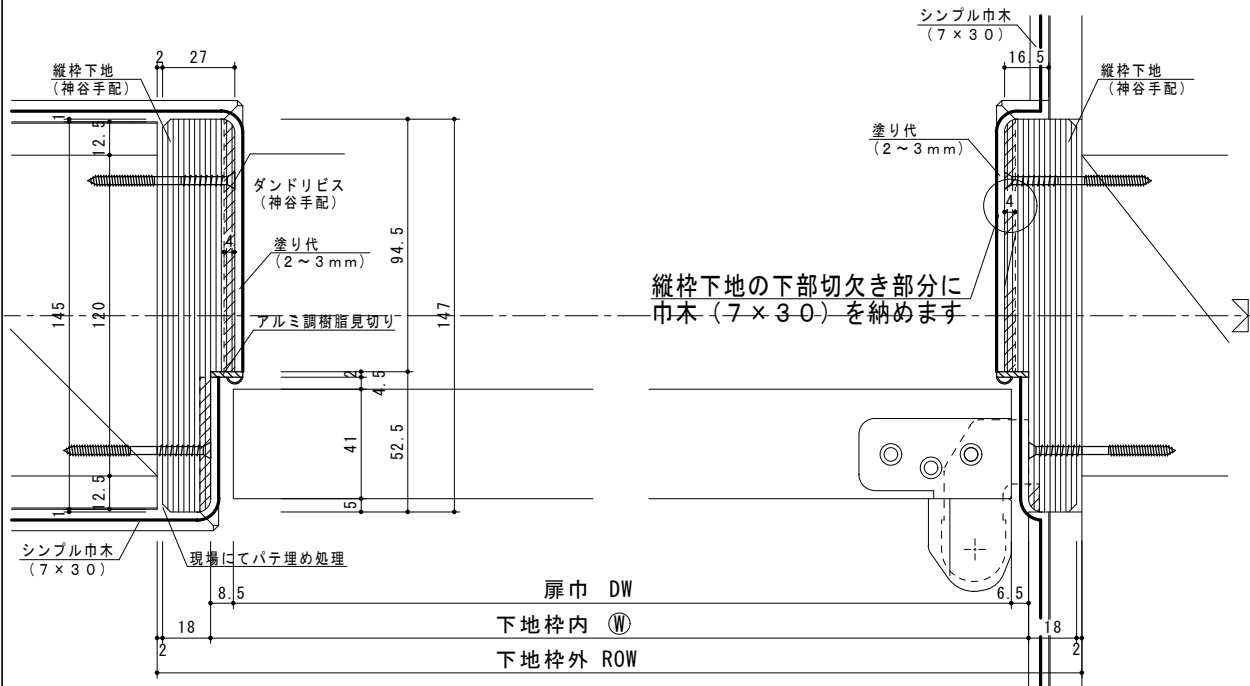 シンプル巾木
(7×30)
2
27
16.5
縦枠下地
(神谷手配)
縦枠下地
(神谷手配)
塗り代
(2~3mm)
1
12.5
ダンドリビス
(神谷手配)
4
4
塗り代
(2~3mm)
94.5
縦枠下地の下部切欠き部分に
巾木(7×30)を納めます
145
120
147
アルミ調樹脂見切り
2
4.5
41
52.5
12.5
5
1
シンプル巾木
(7×30)
現場にてパテ埋め処理
8.5
扉巾 DW
6.5
18
下地枠内 Ⓦ
18
2
2
下地枠外 ROW